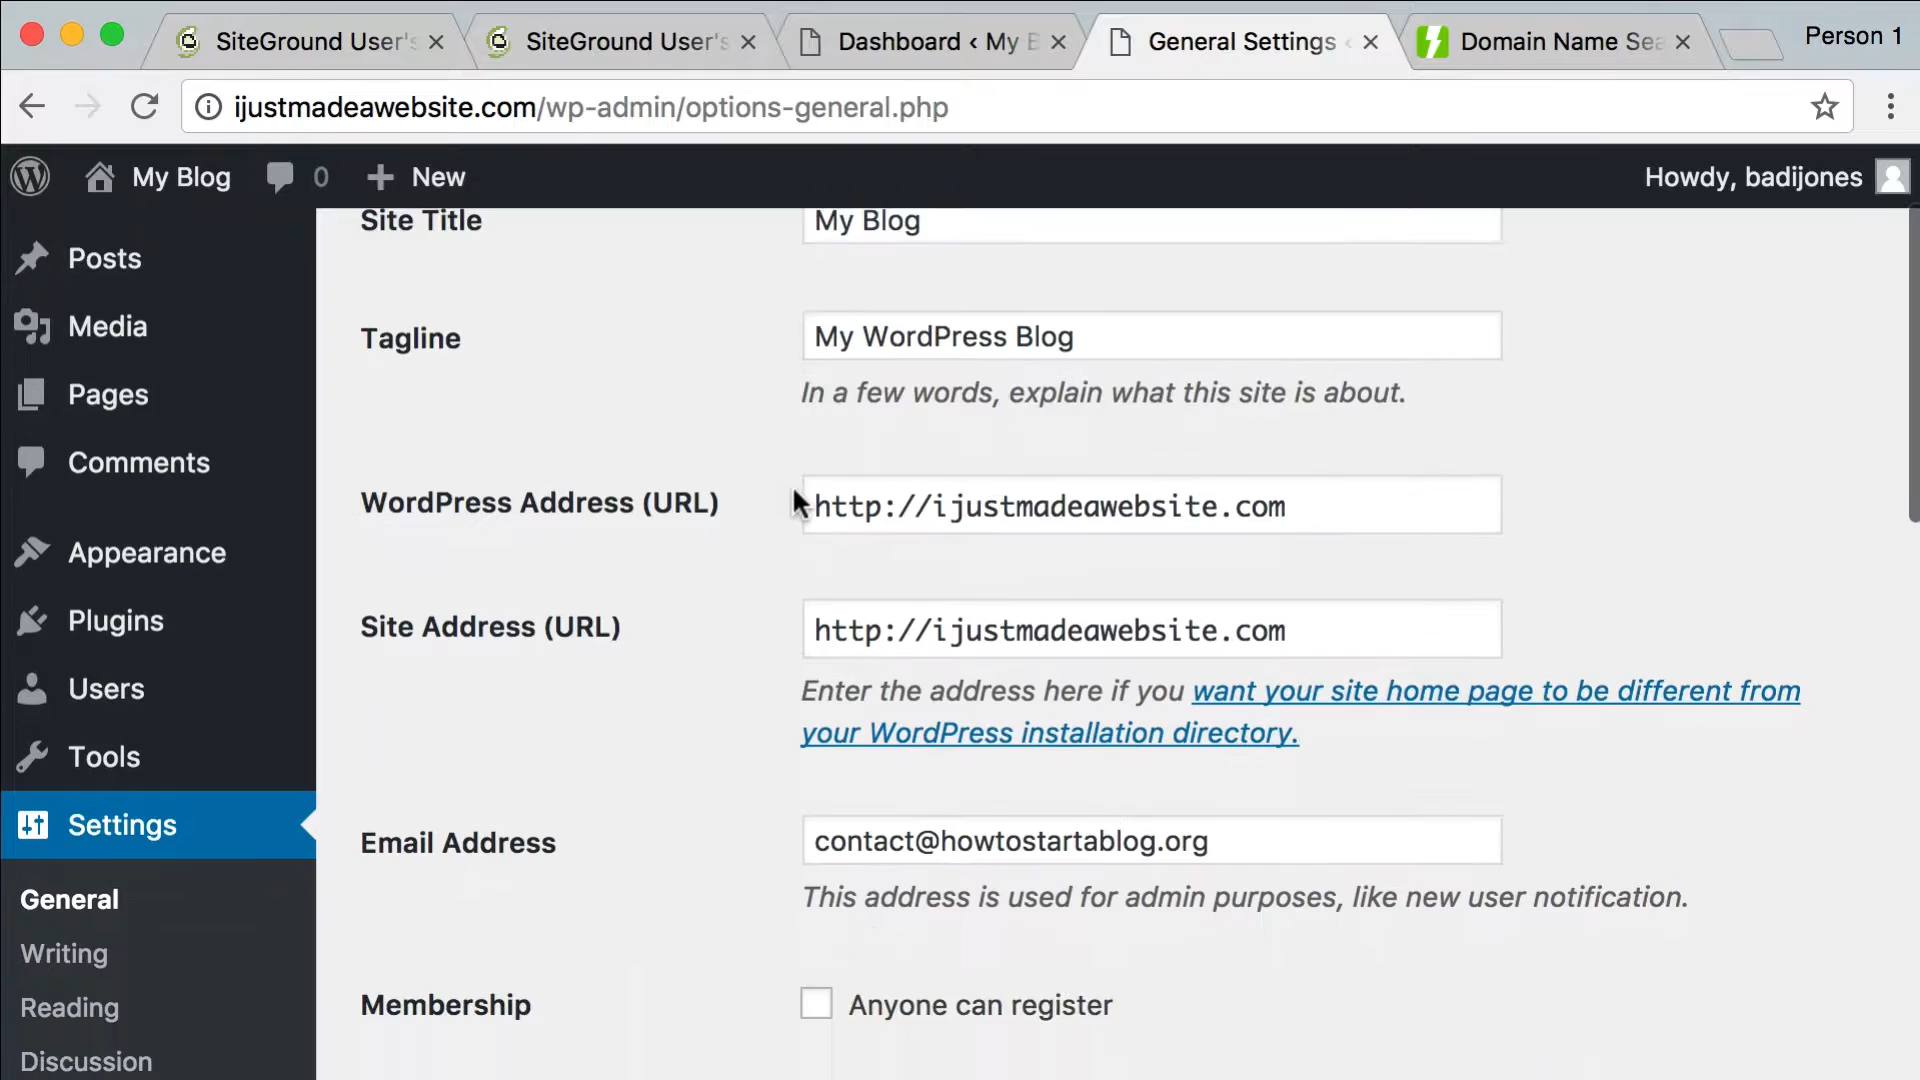 SiteGround User's
SiteGround User's
Dashboard ‹ My B
General Settings ‹
Domain Name Sea
Person 1
ijustmadeawebsite.com/wp-admin/options-general.php
My Blog
0
New
Howdy, badijones
Posts
Media
Pages
Comments
Appearance
Plugins
Users
Tools
Settings
General
Writing
Reading
Discussion
Site Title
My Blog
Tagline
My WordPress Blog
In a few words, explain what this site is about.
WordPress Address (URL)
http://ijustmadeawebsite.com
Site Address (URL)
http://ijustmadeawebsite.com
Enter the address here if you want your site home page to be different from
your WordPress installation directory.
Email Address
contact@howtostartablog.org
This address is used for admin purposes, like new user notification.
Membership
Anyone can register